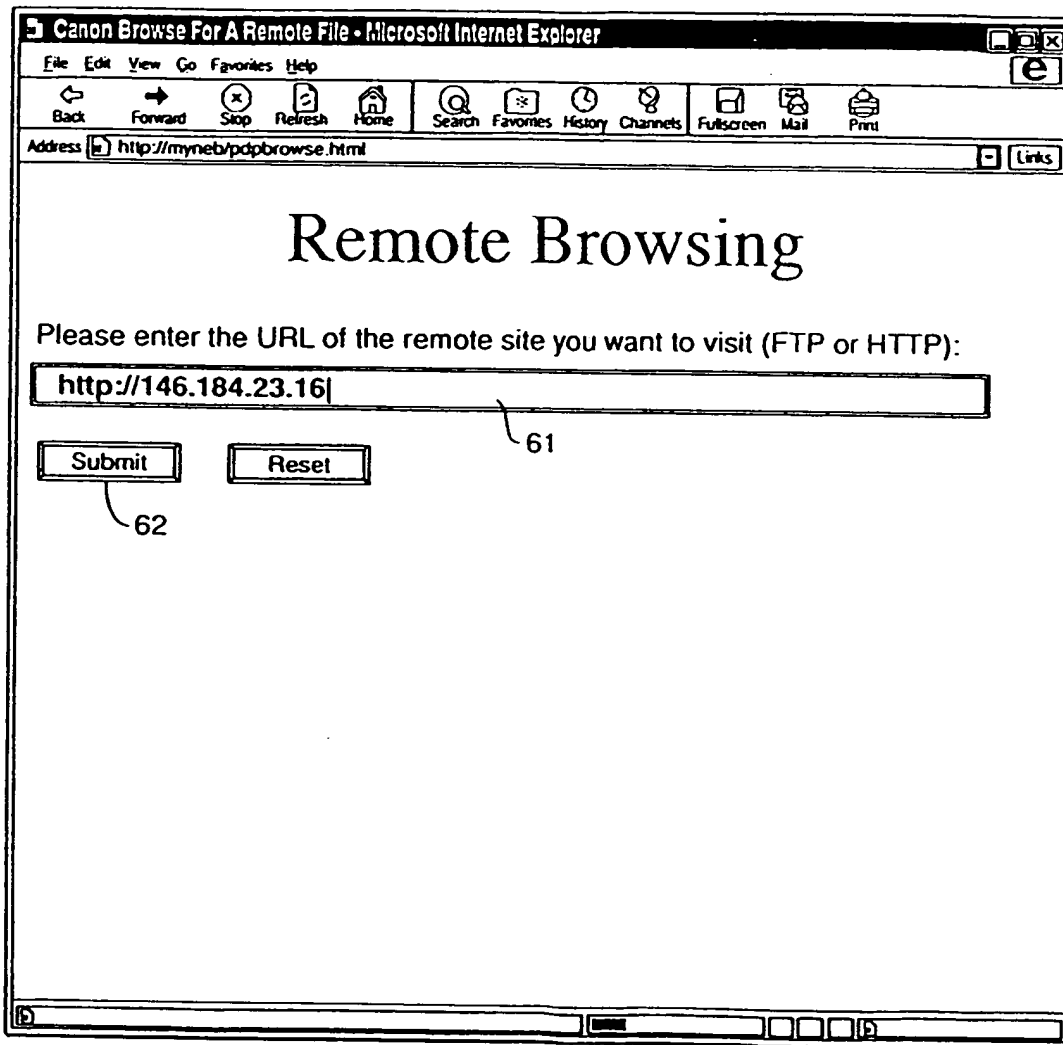 Canon Browse For A Remote File • Microsoft Internet Explorer
File Edit View Go Favorites Help
e
Back Forward Stop Refresh Home Search Favorites History Channels Fullscreen Mail Print
Address http://myneb/pdpbrowse.html Links
Remote Browsing
Please enter the URL of the remote site you want to visit (FTP or HTTP):
http://146.184.23.16
61
Submit Reset
62